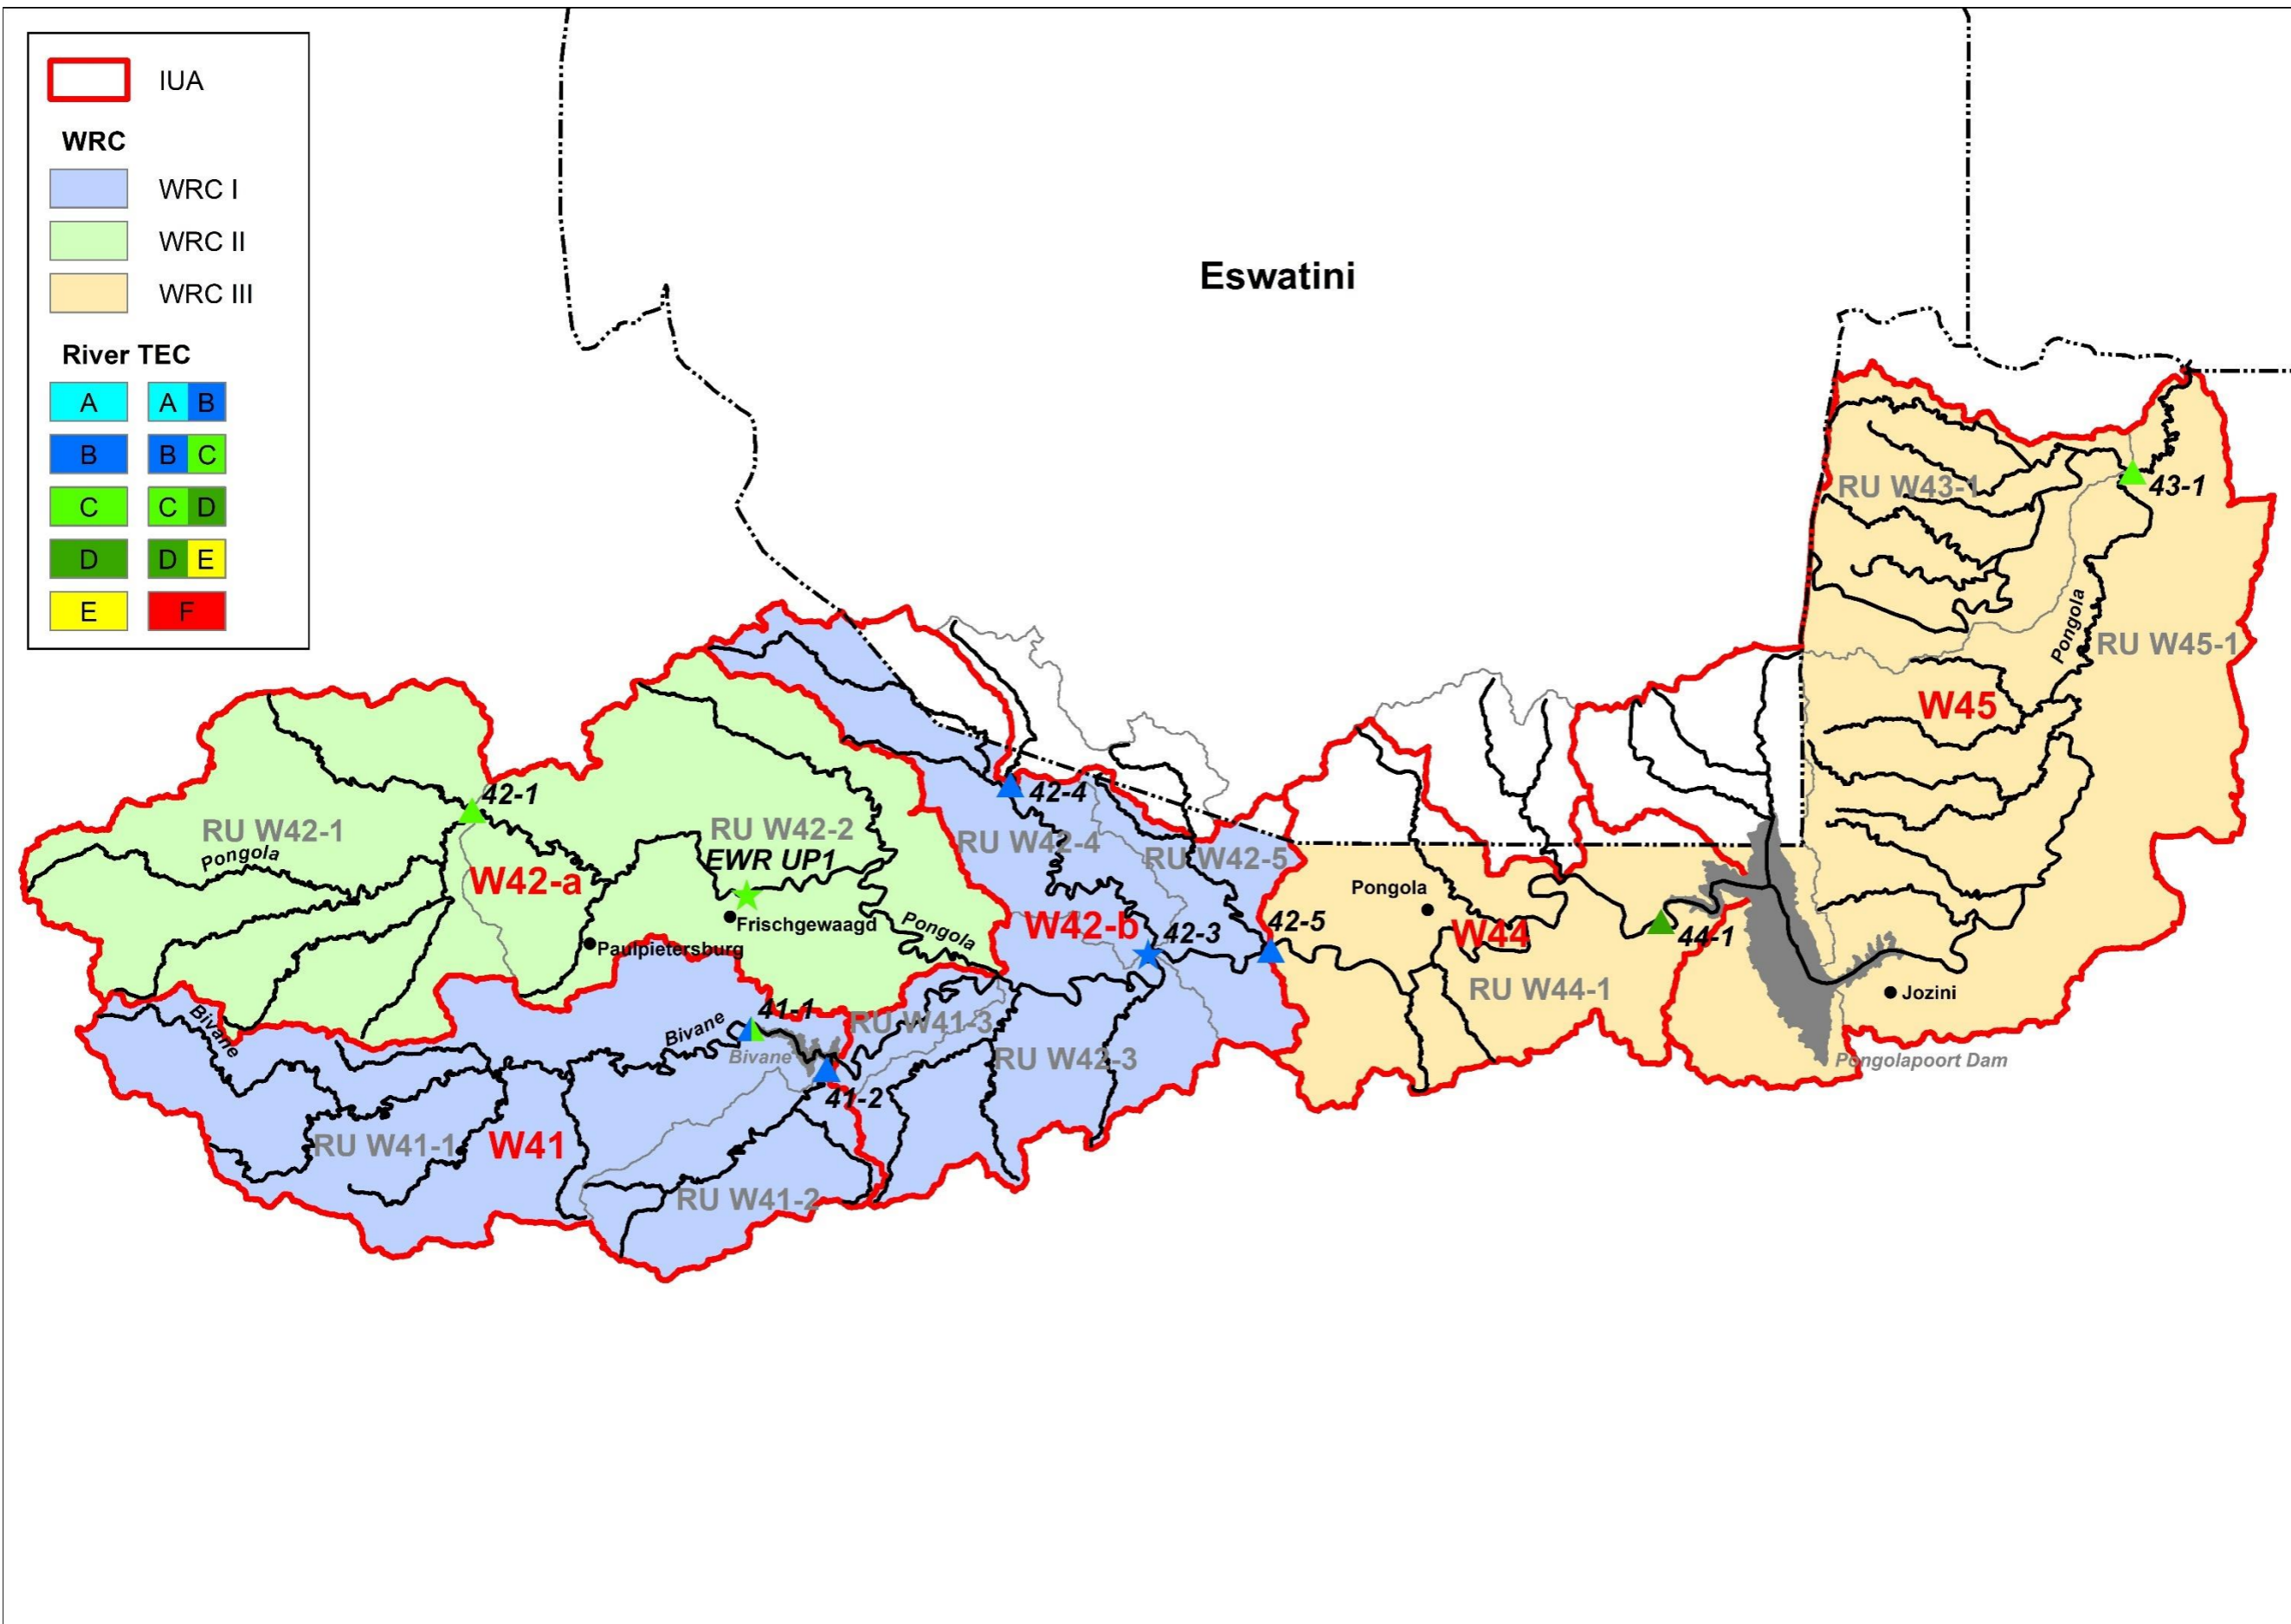 IUA
WRC
WRC I
WRC II
WRC III
River TEC
A
A B
B
B C
C
C D
D
D E
E
F
Eswatini
RU W43-1
43-1
Pongola
RU W45-1
W45
42-1
RU W42-1
Pongola
W42-a
RU W42-2
EWR UP1
Frischgewaagd
Paulpietersburg
Pongola
42-4
RU W42-4
RU W42-5
W42-b
42-3
42-5
Pongola
W44
44-1
RU W44-1
Jozini
Pongolapoort Dam
Bivane
Bivane
41-1
Bivane
RU W41-3
RU W42-3
41-2
RU W41-1
W41
RU W41-2